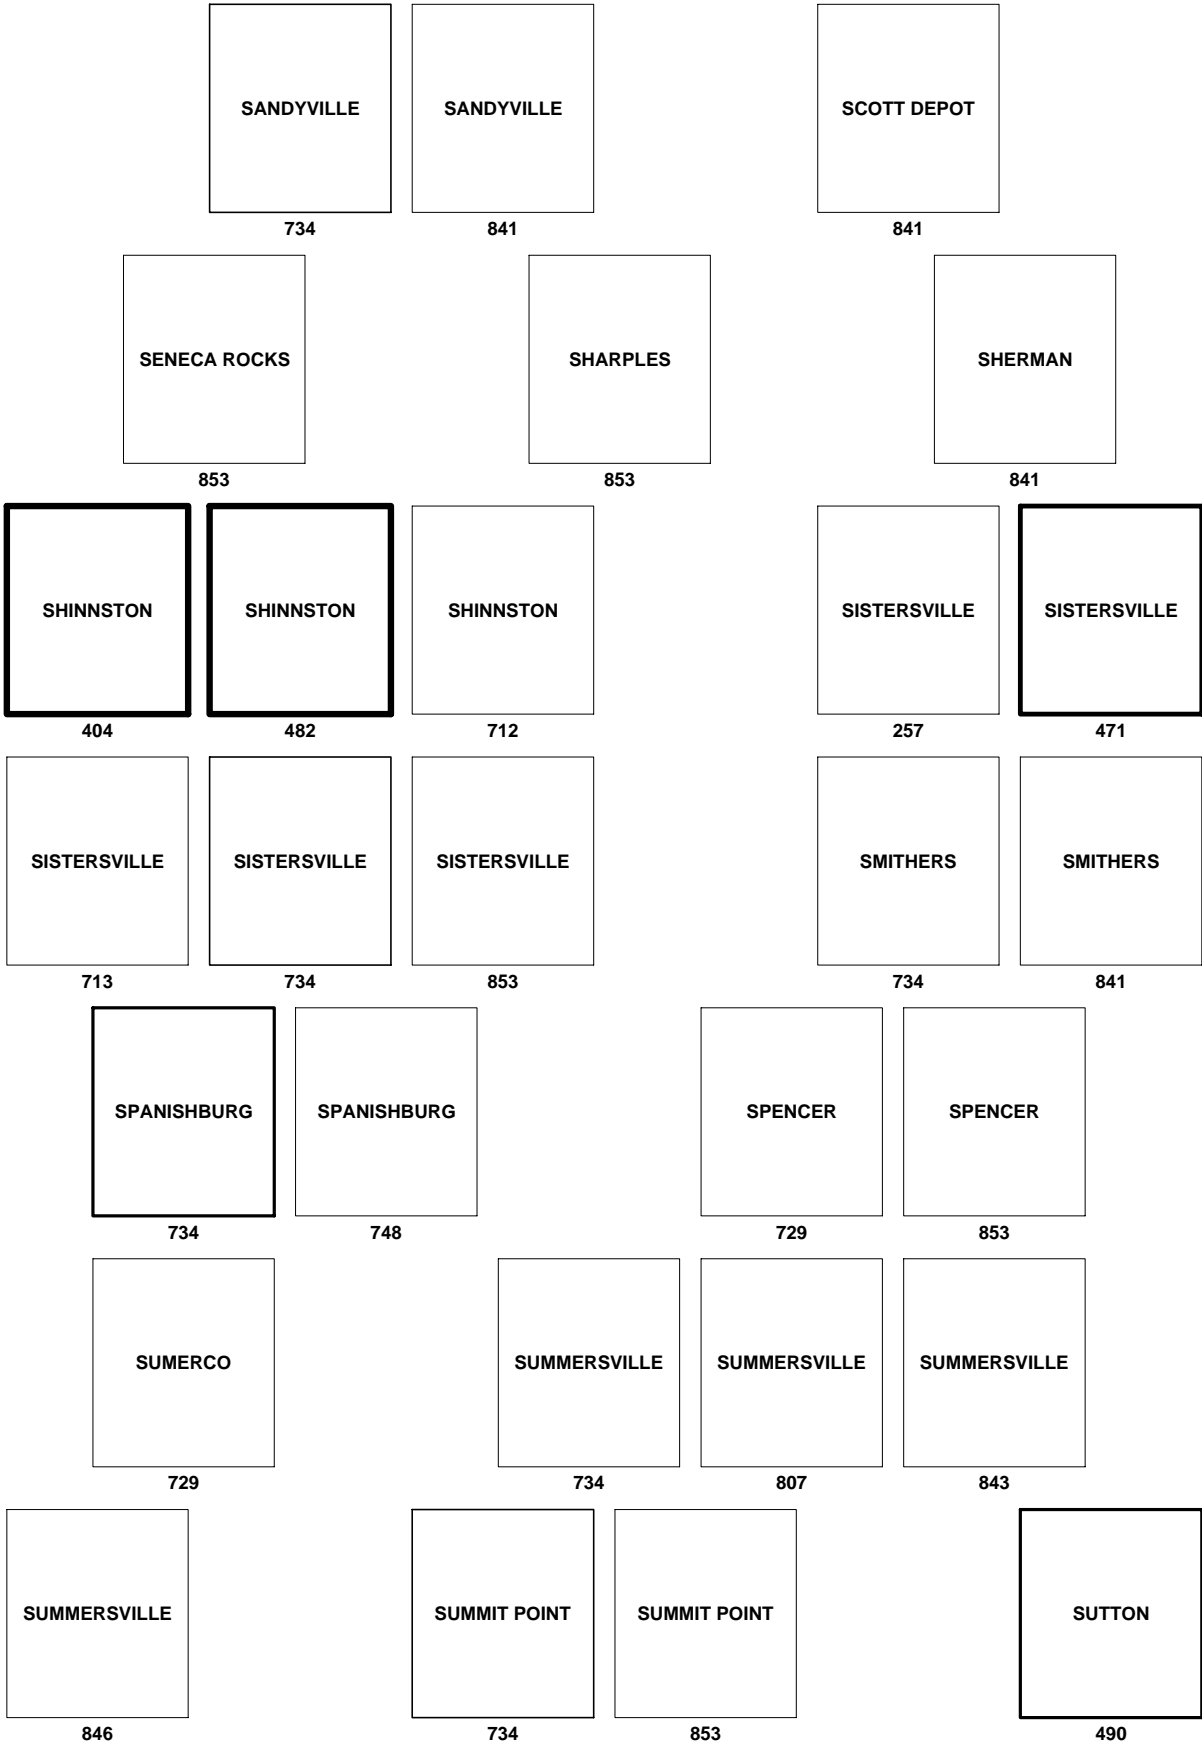 SANDYVILLE SANDYVILLE SCOTT DEPOT
734 841 841
SENECA ROCKS SHARPLES SHERMAN
853 853 841
SHINNSTON SHINNSTON SHINNSTON SISTERSVILLE SISTERSVILLE
404 482 712 257 471
SISTERSVILLE SISTERSVILLE SISTERSVILLE SMITHERS SMITHERS
713 734 853 734 841
SPANISHBURG SPANISHBURG SPENCER SPENCER
734 748 729 853
SUMERCO SUMMERSVILLE SUMMERSVILLE SUMMERSVILLE
729 734 807 843
SUMMERSVILLE SUMMIT POINT SUMMIT POINT SUTTON
846 734 853 490